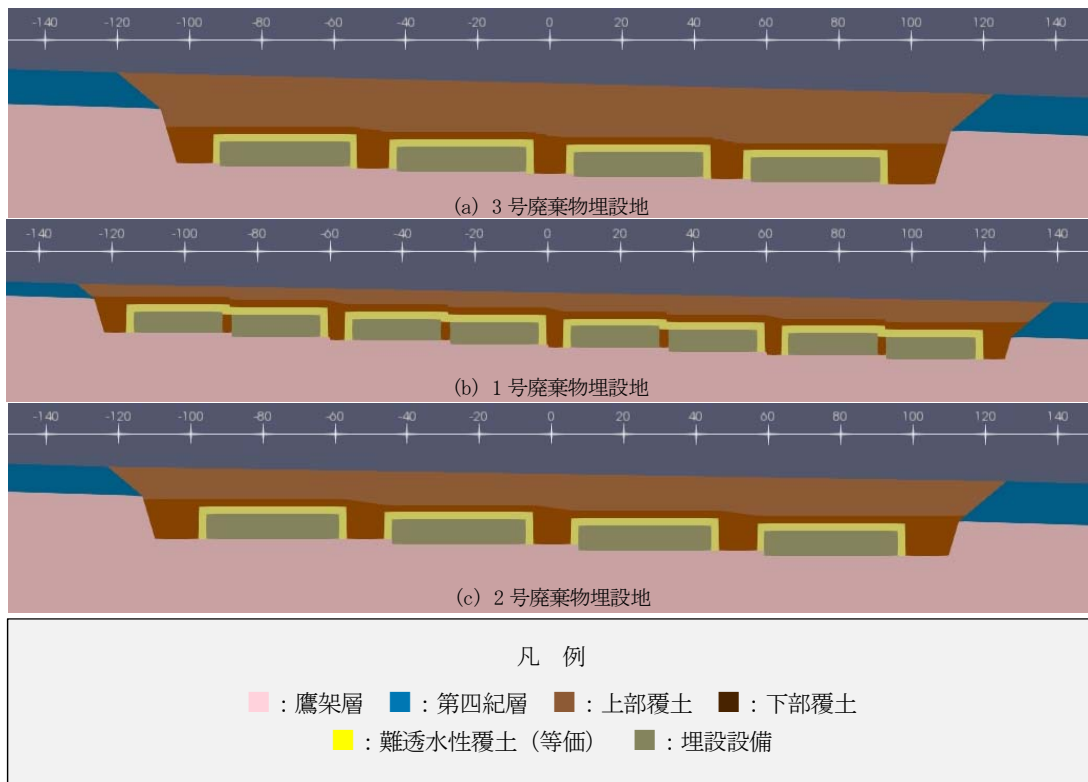 -140 -120 -100 -80 -60 -40 -20 0 20 40 60 80 100 120 140
(a) 3 号廃棄物埋設地
-140 -120 -100 -80 -60 -40 -20 0 20 40 60 80 100 120 140
(b) 1 号廃棄物埋設地
-140 -120 -100 -80 -60 -40 -20 0 20 40 60 80 100 120 140
(c) 2 号廃棄物埋設地
凡 例
：鷹架層 ：第四紀層 ：上部覆土 ：下部覆土
：難透水性覆土（等価） ：埋設設備